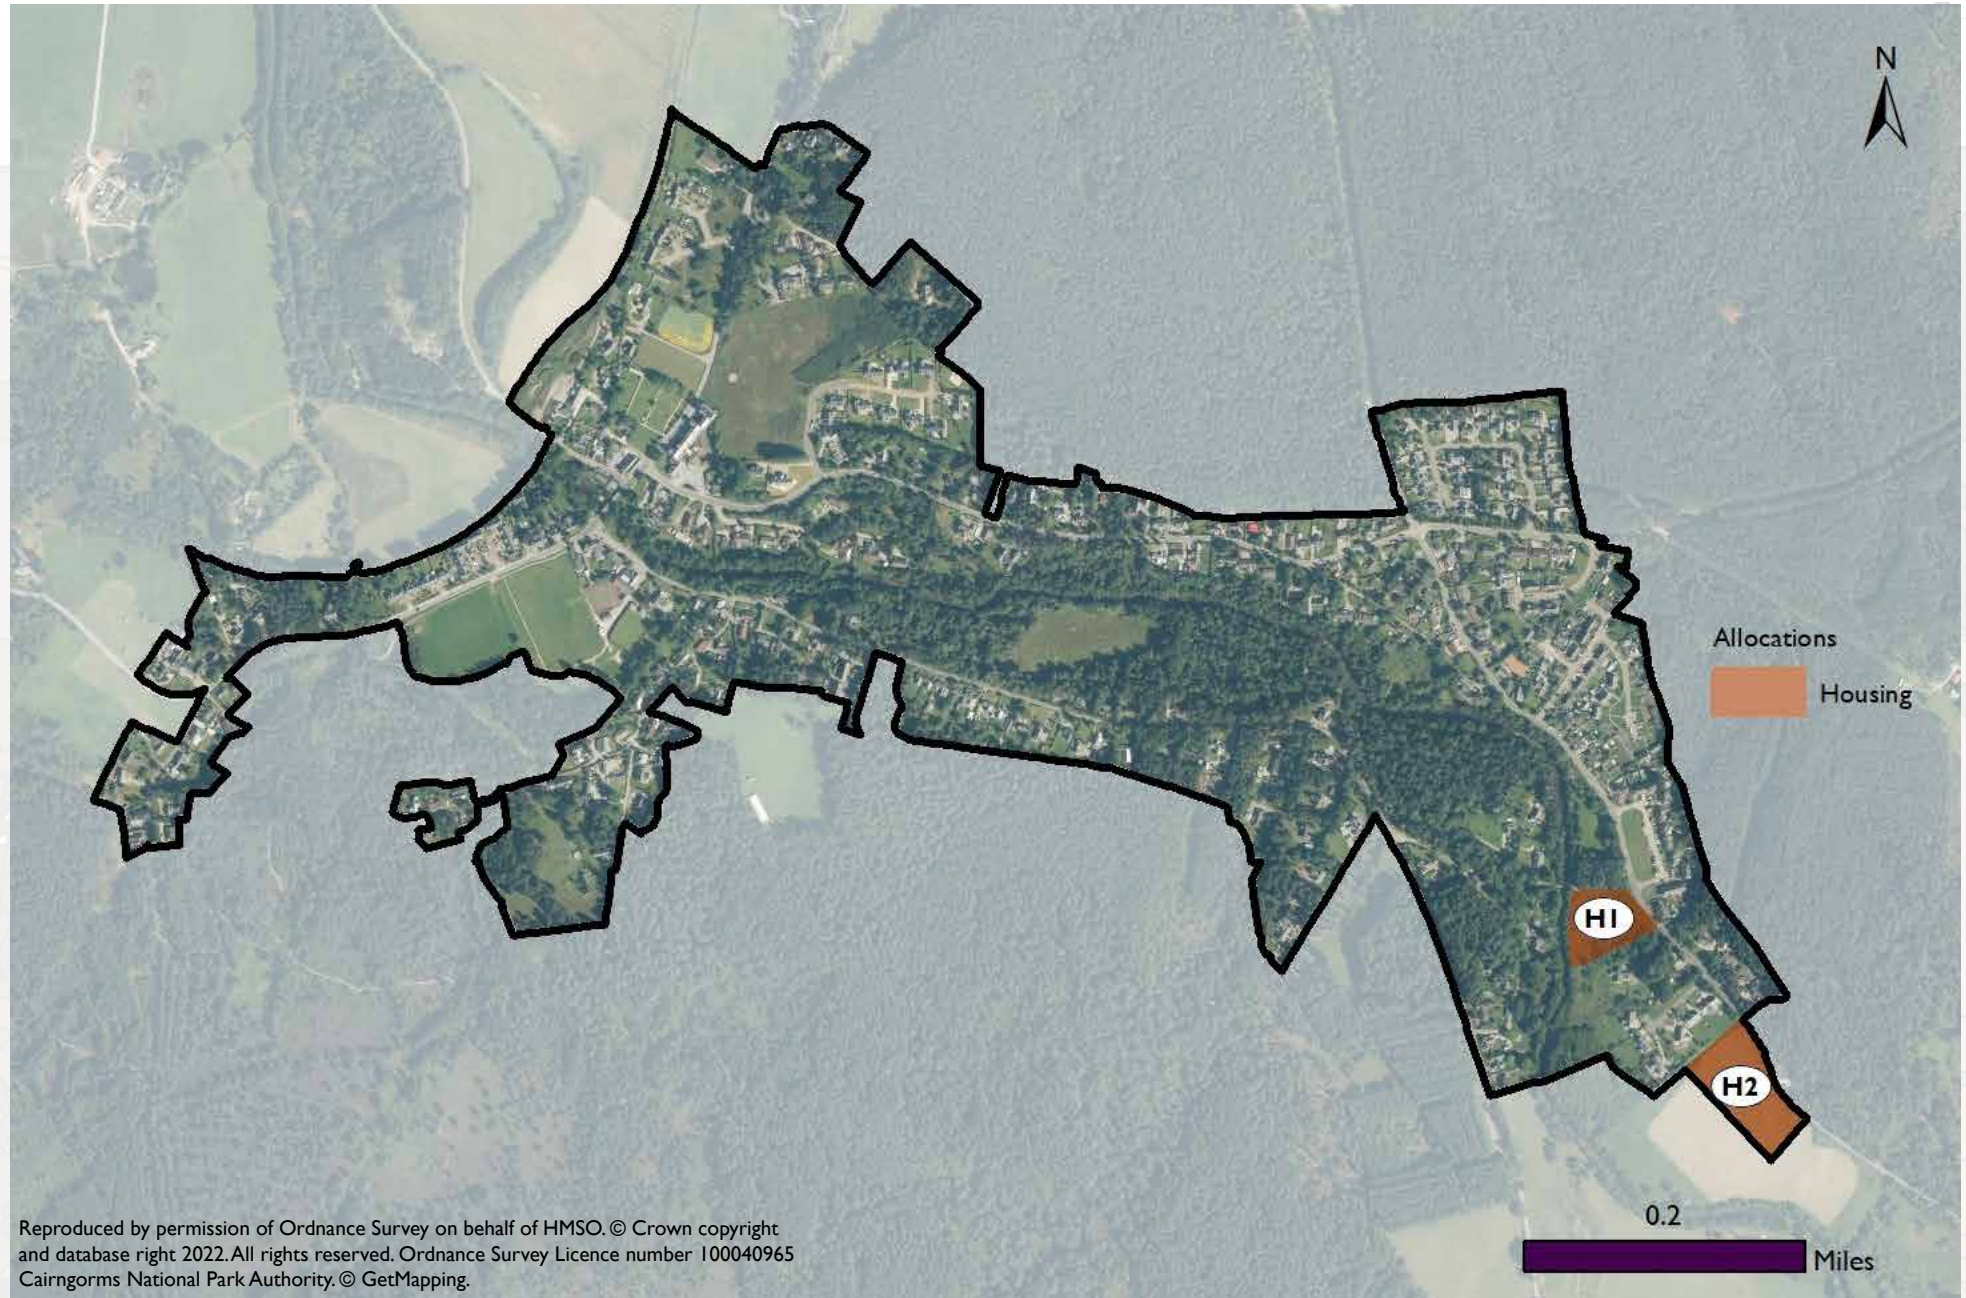 N
Allocations
Housing
H1
H2
0.2
Miles
Reproduced by permission of Ordnance Survey on behalf of HMSO. © Crown copyright
and database right 2022. All rights reserved. Ordnance Survey Licence number 100040965
Cairngorms National Park Authority. © GetMapping.